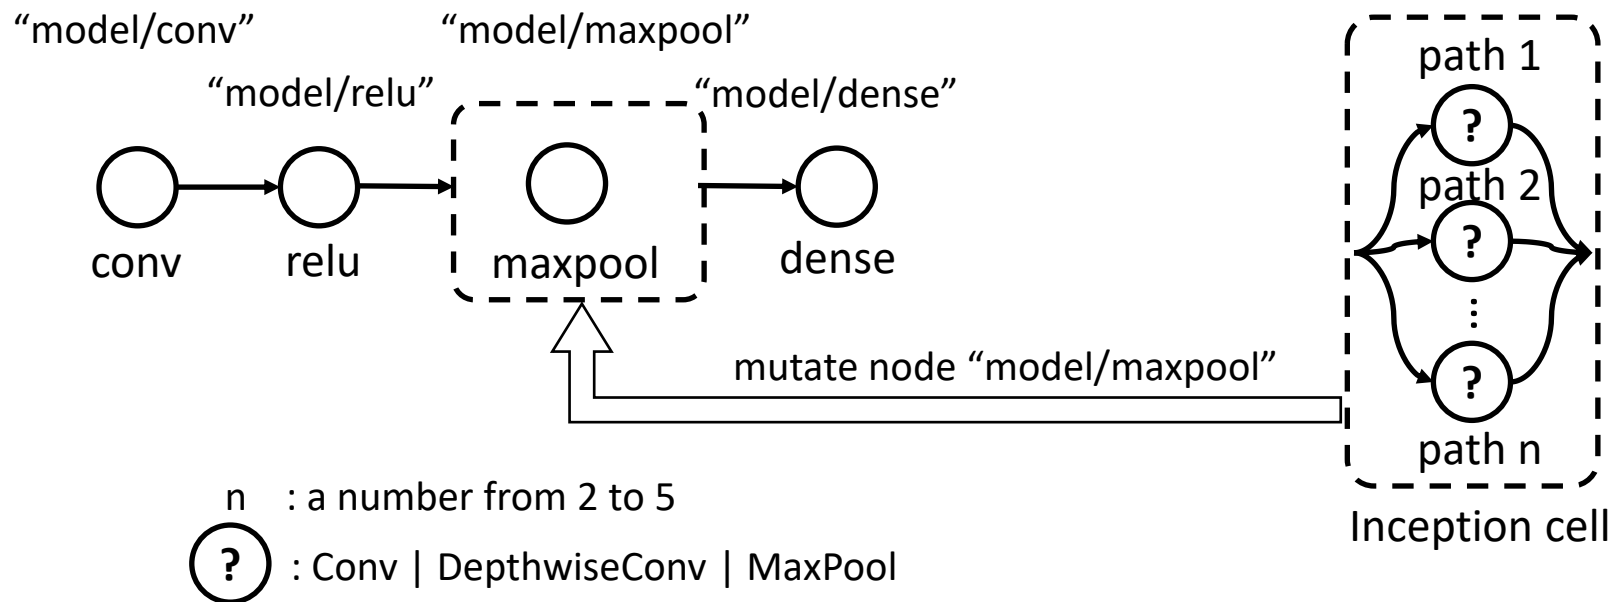 “model/conv”
“model/maxpool”
“model/relu”
“model/dense”
conv
relu
maxpool
dense
path 1
?
path 2
?
⋮
?
path n
Inception cell
mutate node “model/maxpool”
n : a number from 2 to 5
? : Conv | DepthwiseConv | MaxPool